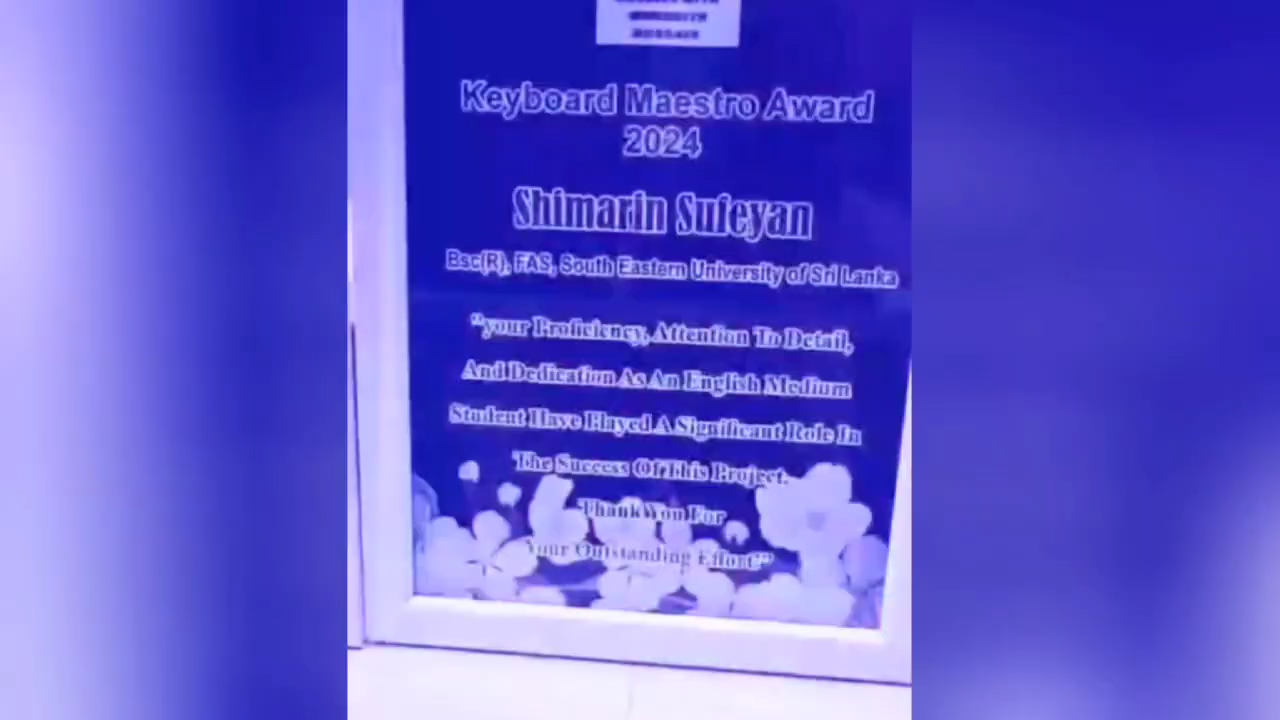 Keyboard Maestro Award
2024
Shimarin Sufeyan
Bsc(R), FAS, South Eastern University of Sri Lanka
"your Proficiency, Attention To Detail,
And Dedication As An English Medium
Student Have Played A Significant Role In
The Success Of This Project.
Thank You For
Your Outstanding Effort!"